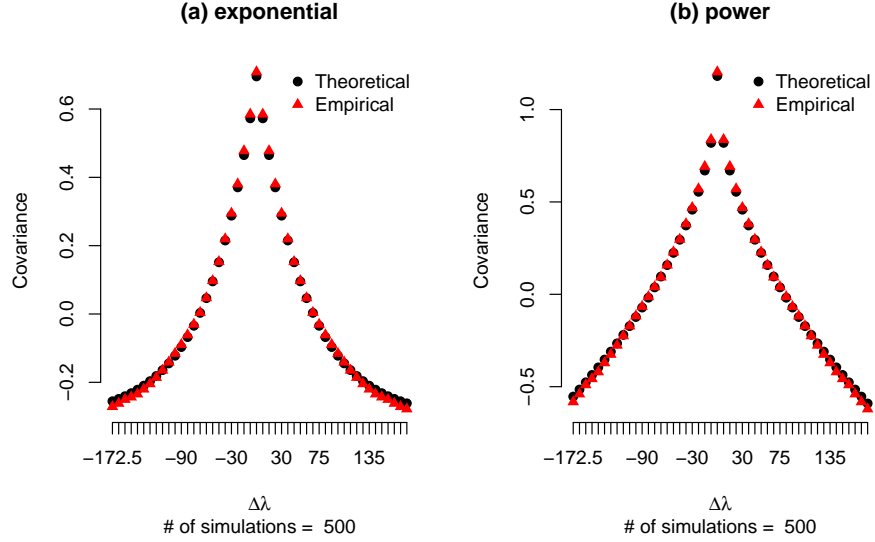 (a) exponential
Theoretical
Empirical
Covariance
0.6
0.4
0.2
0.0
−0.2
−172.5 −90 −30 30 75 135
Δλ
# of simulations = 500
(b) power
Theoretical
Empirical
Covariance
1.0
0.5
0.0
−0.5
−172.5 −90 −30 30 75 135
Δλ
# of simulations = 500